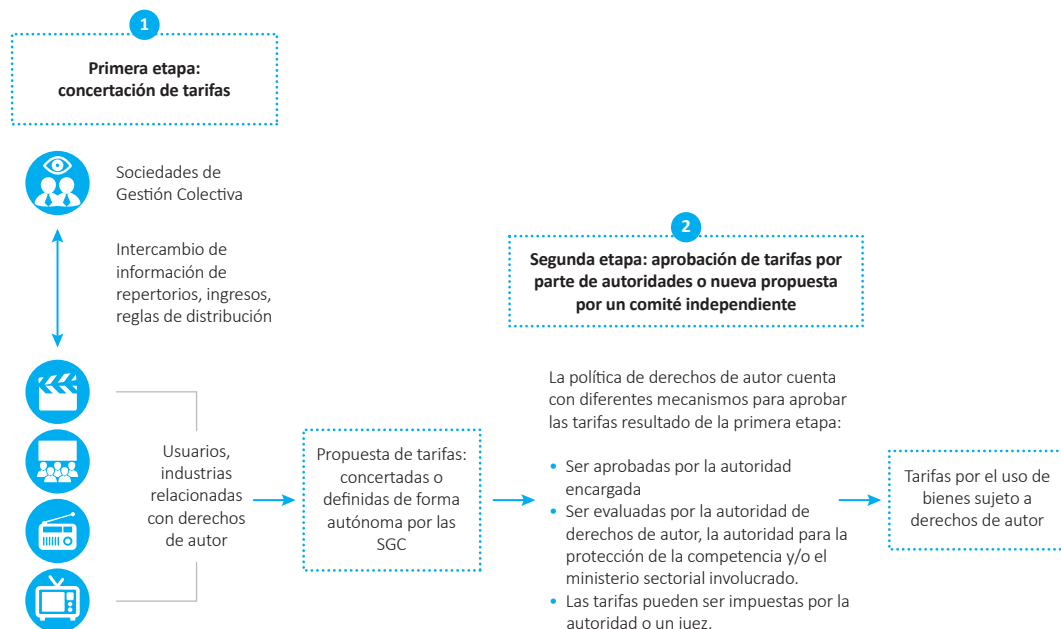 1
Primera etapa:
concertación de tarifas
Sociedades de
Gestión Colectiva
Intercambio de
información de
repertorios, ingresos,
reglas de distribución
Usuarios,
industrias
relacionadas
con derechos
de autor
Propuesta de tarifas:
concertadas o
definidas de forma
autónoma por las
SGC
2
Segunda etapa: aprobación de tarifas por
parte de autoridades o nueva propuesta
por un comité independiente
La política de derechos de autor cuenta
con diferentes mecanismos para aprobar
las tarifas resultado de la primera etapa:
• Ser aprobadas por la autoridad
encargada
• Ser evaluadas por la autoridad de
derechos de autor, la autoridad para la
protección de la competencia y/o el
ministerio sectorial involucrado.
• Las tarifas pueden ser impuestas por la
autoridad o un juez.
Tarifas por el uso de
bienes sujeto a
derechos de autor